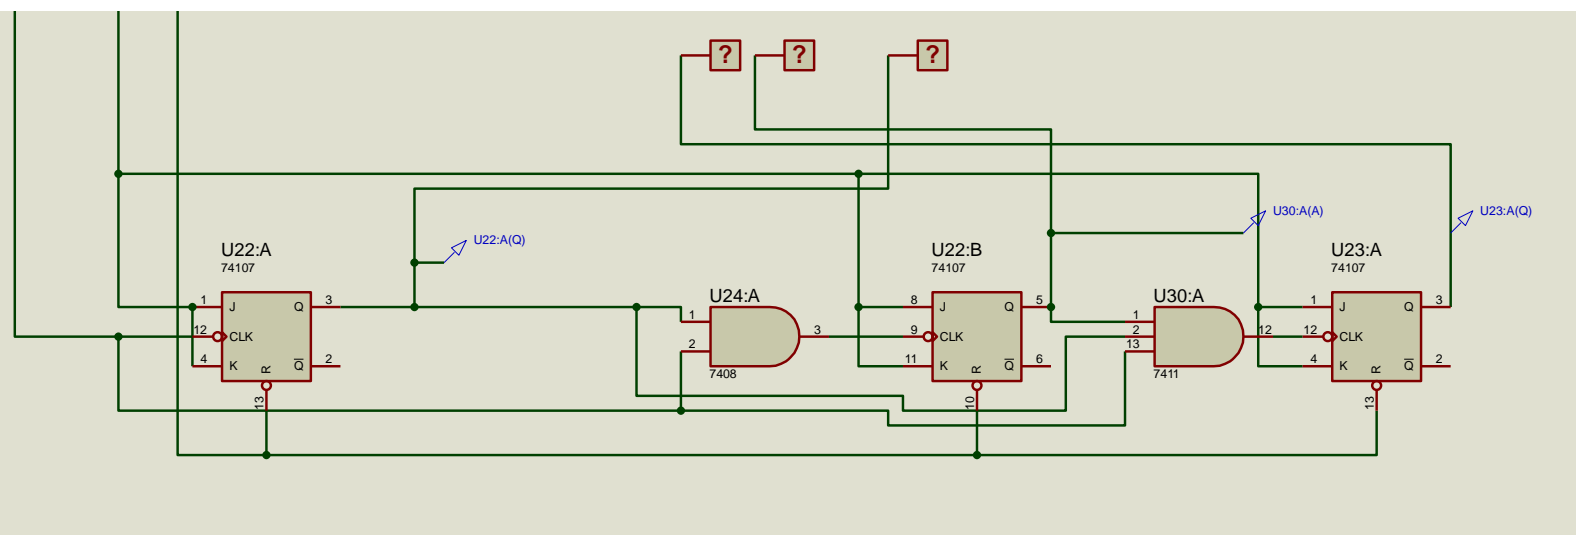 ? ? ?
U30:A(A)
U23:A(Q)
U22:A(Q)
U22:A
74107
U22:B
74107
U23:A
74107
U24:A
U30:A
1 J Q 3
12 CLK
4 K Q 2
R
13
1
2
3
7408
8 J Q 5
9 CLK
11 K Q 6
R
10
1
2
13
12
7411
1 J Q 3
12 CLK
4 K Q 2
R
13